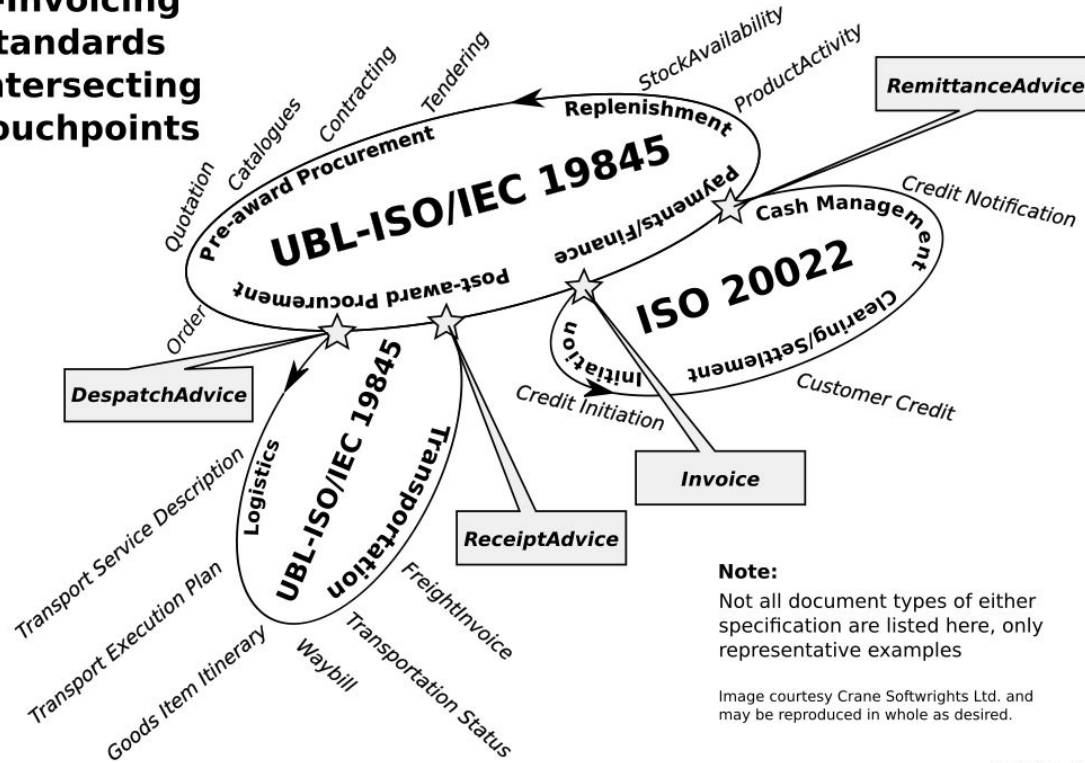 -invoicing
tandards
ntersecting
ouchpoints
Quotation
Catalogues
Contracting
Tendering
StockAvailability
ProductActivity
RemittanceAdvice
Replenishment
Pre-award Procurement
UBL-ISO/IEC 19845
Payments/Finance
Post-award Procurement
Order
Cash Management
Credit Notification
ISO 20022
Clearing/Settlement
Initiation
Credit Initiation
Customer Credit
DespatchAdvice
Invoice
ReceiptAdvice
Logistics
UBL-ISO/IEC 19845
Transportation
Transport Service Description
Transport Execution Plan
Goods Item Itinerary
Waybill
Transportation Status
FreightInvoice
Note:
Not all document types of either
specification are listed here, only
representative examples
Image courtesy Crane Softwrights Ltd. and
may be reproduced in whole as desired.